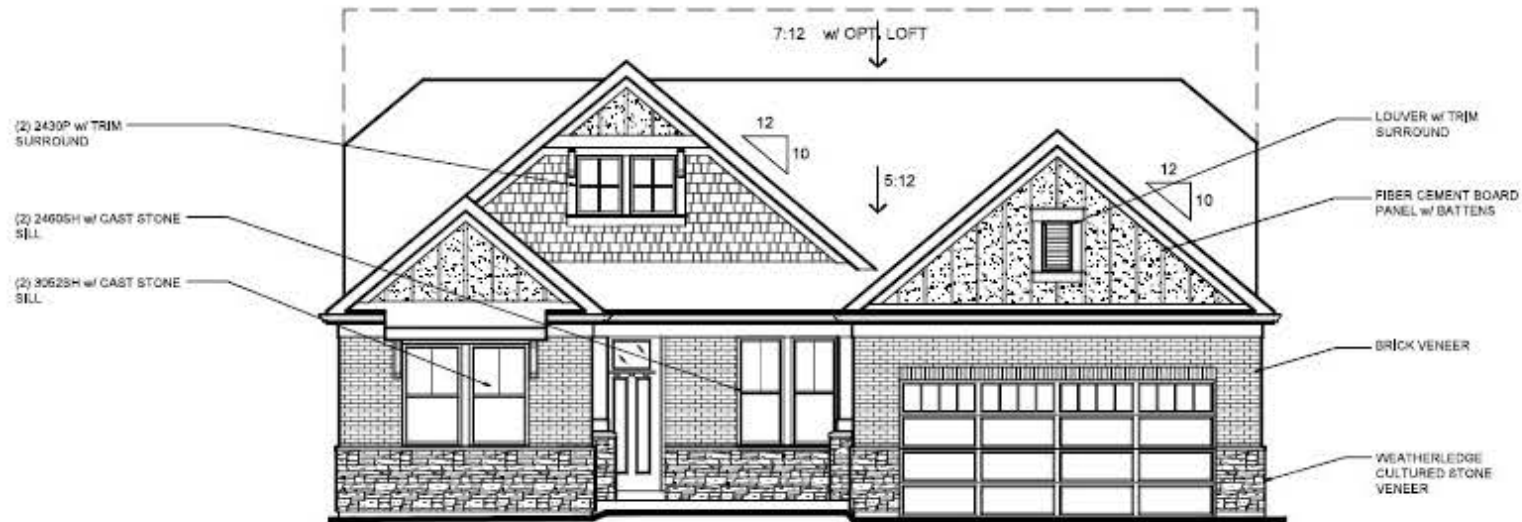 7:12 w/ OPT. LOFT
(2) 2430P w/ TRIM
SURROUND
12
10
LOUVER w/ TRIM
SURROUND
12
10
5:12
FIBER CEMENT BOARD
PANEL w/ BATTENS
(2) 2460SH w/ CAST STONE
SILL
(2) 3052SH w/ CAST STONE
SILL
BRICK VENEER
WEATHERLEDGE
CULTURED STONE
VENEER